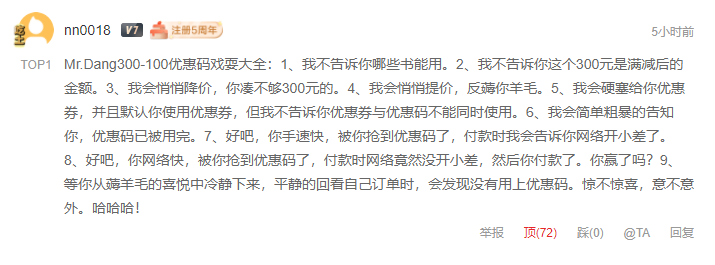 nn0018 V7 注册5周年 5小时前
TOP1 Mr.Dang300-100优惠码戏耍大全：1、我不告诉你哪些书能用。2、我不告诉你这个300元是满减后的
金额。3、我会悄悄降价，你凑不够300元的。4、我会悄悄提价，反薅你羊毛。5、我会硬塞给你优惠
券，并且默认你使用优惠券，但我不告诉你优惠券与优惠码不能同时使用。6、我会简单粗暴的告知
你，优惠码已被用完。7、好吧，你手速快，被你抢到优惠码了，付款时我会告诉你网络开小差了。
8、好吧，你网络快，被你抢到优惠码了，付款时网络竟然没开小差，然后你付款了。你赢了吗？9、
等你从薅羊毛的喜悦中冷静下来，平静的回看自己订单时，会发现没有用上优惠码。惊不惊喜，意不意
外。哈哈哈！
举报 顶(72) 踩(0) @TA 回复